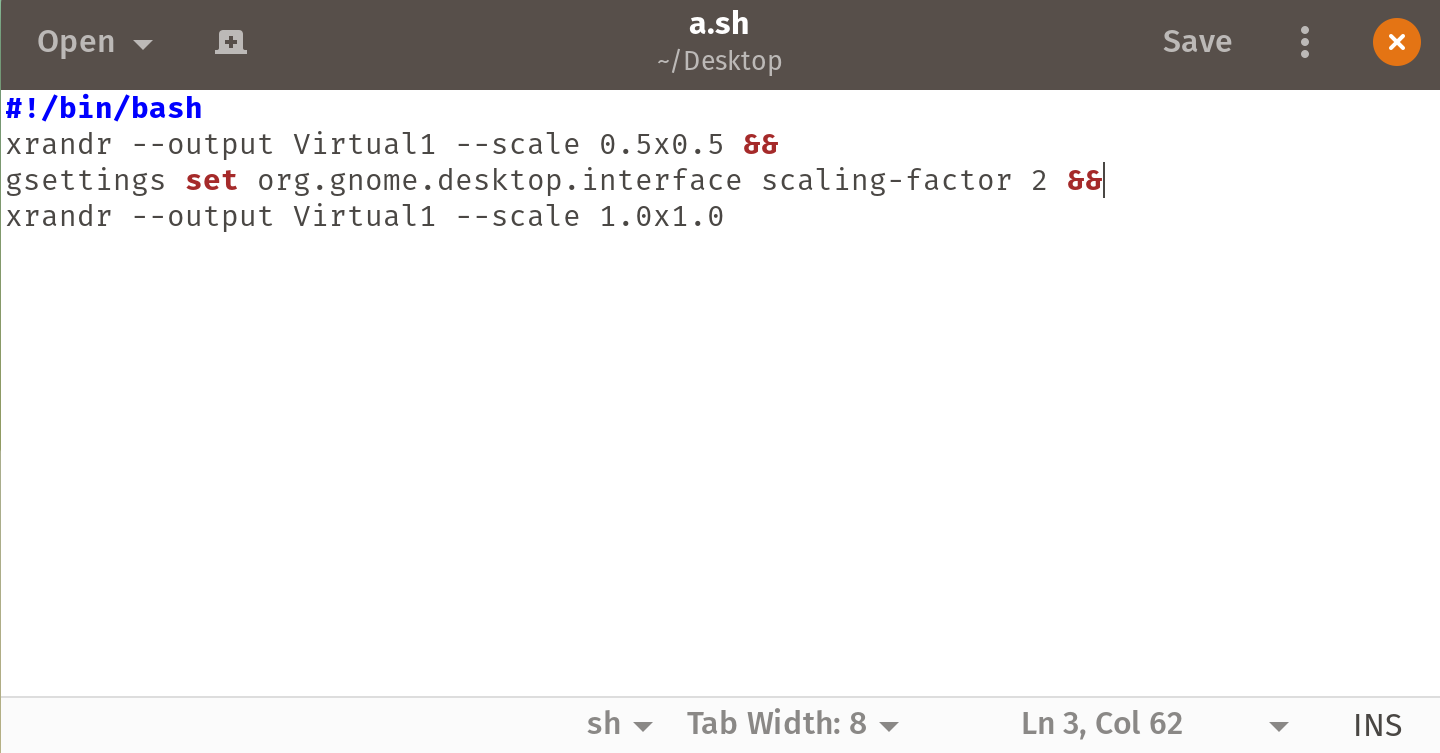 Open
a.sh
~/Desktop
Save
#!/bin/bash
xrandr --output Virtual1 --scale 0.5x0.5 &&
gsettings set org.gnome.desktop.interface scaling-factor 2 &&
xrandr --output Virtual1 --scale 1.0x1.0
sh Tab Width: 8 Ln 3, Col 62 INS